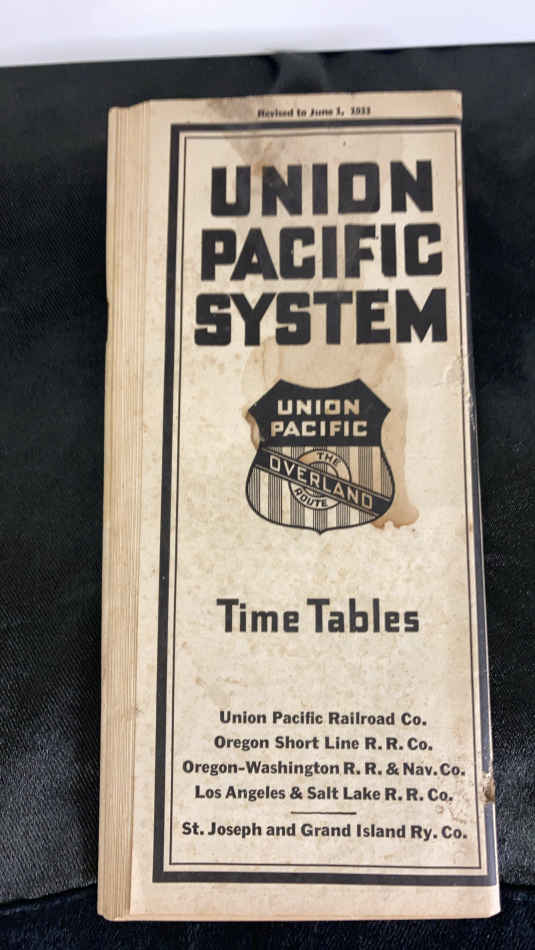 Revised to June 1, 1933
UNION
PACIFIC
SYSTEM
UNION
PACIFIC
THE
OVERLAND
ROUTE
Time Tables
Union Pacific Railroad Co.
Oregon Short Line R. R. Co.
Oregon-Washington R. R. & Nav. Co.
Los Angeles & Salt Lake R. R. Co.
St. Joseph and Grand Island Ry. Co.